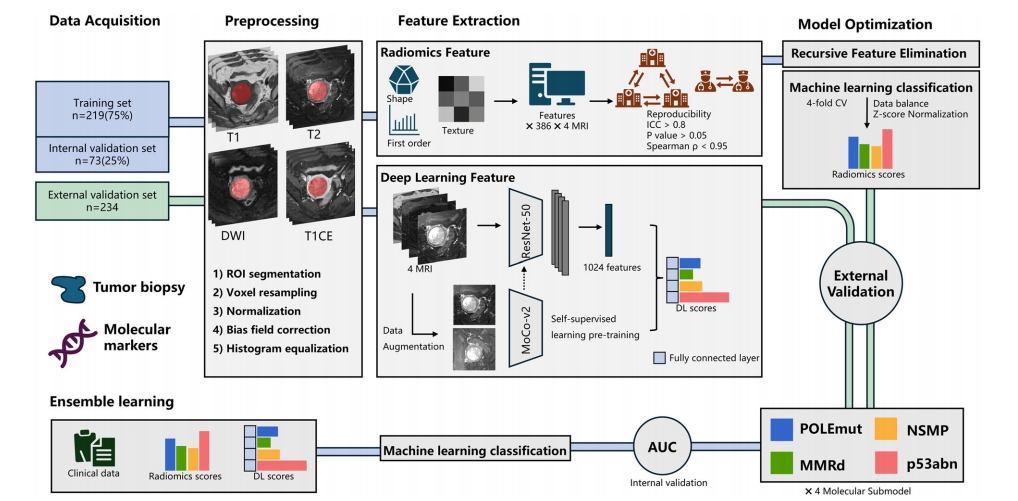 Data Acquisition
Preprocessing
Feature Extraction
Model Optimization
Training set
n=219(75%)
Internal validation set
n=73(25%)
External validation set
n=234
Tumor biopsy
Molecular
markers
T1
T2
DWI
T1CE
1) ROI segmentation
2) Voxel resampling
3) Normalization
4) Bias field correction
5) Histogram equalization
Radiomics Feature
Shape
First order
Texture
Features
× 386 × 4 MRI
Reproducibility
ICC > 0.8
P value > 0.05
Spearman ρ < 0.95
Deep Learning Feature
4 MRI
Data
Augmentation
ResNet-50
MoCo-v2
1024 features
Self-supervised
learning pre-training
DL scores
Fully connected layer
Recursive Feature Elimination
Machine learning classification
4-fold CV
Data balance
Z-score Normalization
Radiomics scores
External
Validation
Ensemble learning
Clinical data
Radiomics scores
DL scores
Machine learning classification
AUC
Internal validation
POLEmut
NSMP
MMRd
p53abn
× 4 Molecular Submodel